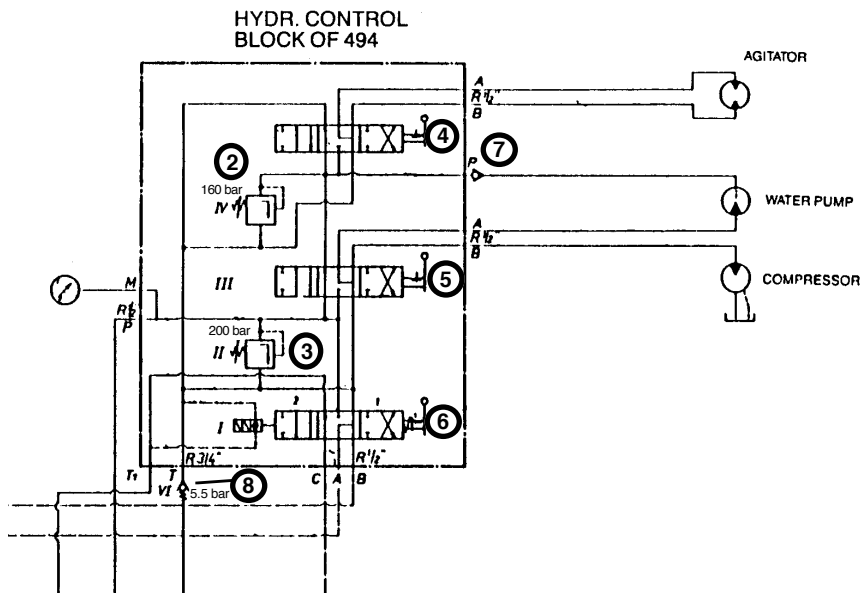 HYDR. CONTROL
BLOCK OF 494
AGITATOR
A
R 1/2"
B
4
2
7
P
160 bar
IV
WATER PUMP
A
R 1/2"
B
5
COMPRESSOR
M
III
R 1/2
P
200 bar
II
3
2
1
I
6
R 3/4"
R 1/2"
T1
T
8
C
A
B
VI
5.5 bar